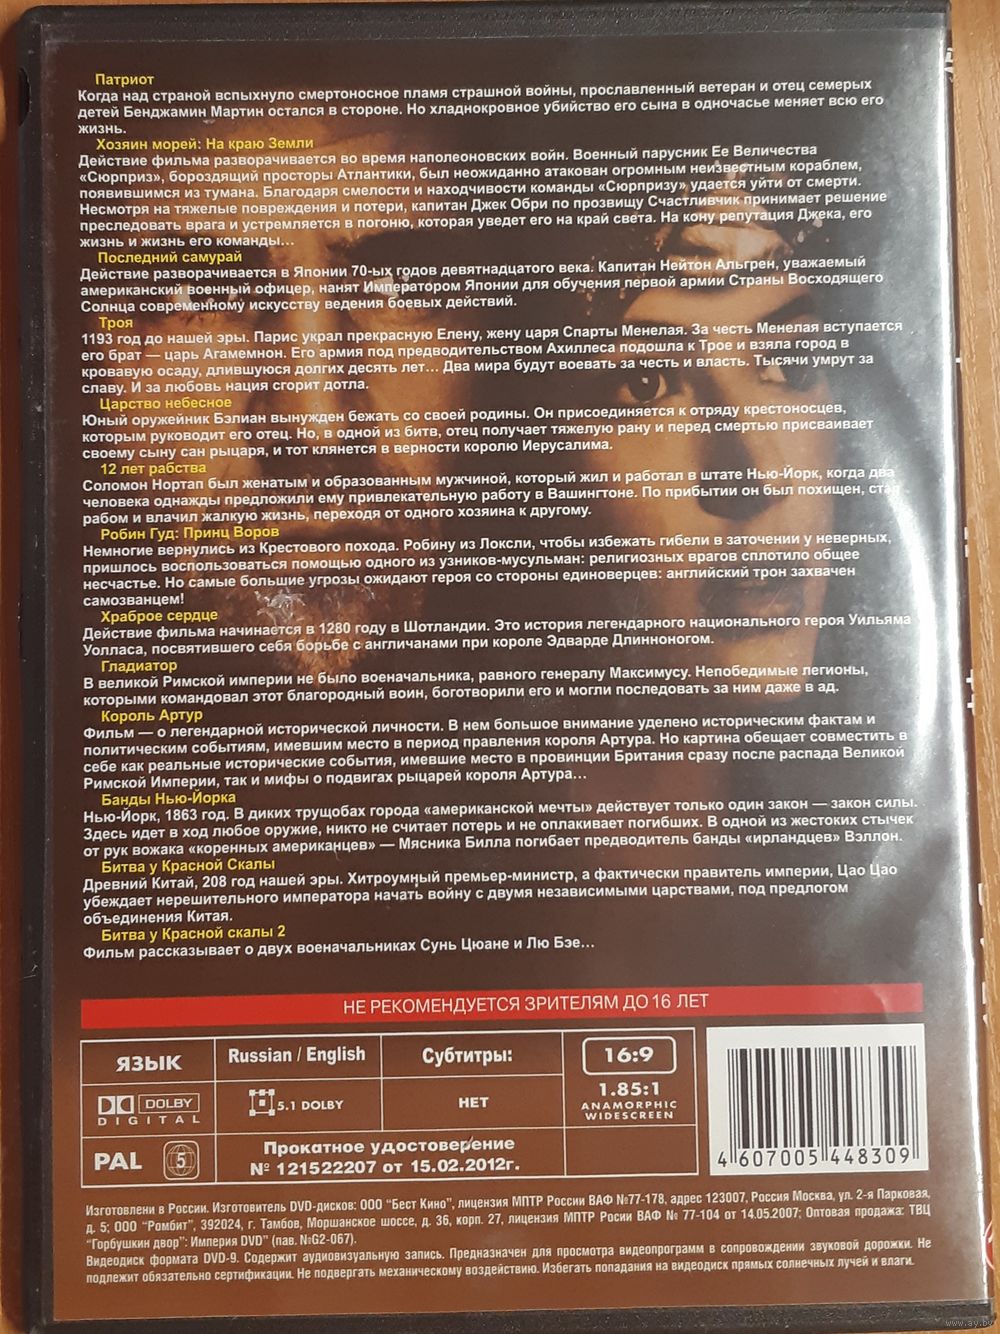 Патриот
Когда над страной вспыхнуло смертоносное пламя страшной войны, прославленный ветеран и отец семерых
детей Бенджамин Мартин остался в стороне. Но хладнокровное убийство его сына в одночасье меняет всю его
жизнь.
Хозяин морей: На краю Земли
Действие фильма разворачивается во время наполеоновских войн. Военный парусник Ее Величества
«Сюрприз», бороздящий просторы Атлантики, был неожиданно атакован огромным неизвестным кораблем,
появившимся из тумана. Благодаря смелости и находчивости команды «Сюрпризу» удается уйти от смерти.
Несмотря на тяжелые повреждения и потери, капитан Джек Обри по прозвищу Счастливчик принимает решение
преследовать врага и устремляется в погоню, которая уведет его на край света. На кону репутация Джека, его
жизнь и жизнь его команды...
Последний самурай
Действие разворачивается в Японии 70-ых годов девятнадцатого века. Капитан Нейтон Альгрен, уважаемый
американский военный офицер, нанят Императором Японии для обучения первой армии Страны Восходящего
Солнца современному искусству ведения боевых действий.
Троя
1193 год до нашей эры. Парис украл прекрасную Елену, жену царя Спарты Менелая. За честь Менелая вступается
его брат — царь Агамемнон. Его армия под предводительством Ахиллеса подошла к Трое и взяла город в
кровавую осаду, длившуюся долгих десять лет... Два мира будут воевать за честь и власть. Тысячи умрут за
славу. И за любовь нация сгорит дотла.
Царство небесное
Юный оружейник Бэлиан вынужден бежать со своей родины. Он присоединяется к отряду крестоносцев,
которым руководит его отец. Но, в одной из битв, отец получает тяжелую рану и перед смертью присваивает
своему сыну сан рыцаря, и тот клянется в верности королю Иерусалима.
12 лет рабства
Соломон Нортап был женатым и образованным мужчиной, который жил и работал в штате Нью-Йорк, когда два
человека однажды предложили ему привлекательную работу в Вашингтоне. По прибытии он был похищен, стал
рабом и влачил жалкую жизнь, переходя от одного хозяина к другому.
Робин Гуд: Принц Воров
Немногие вернулись из Крестового похода. Робину из Локсли, чтобы избежать гибели в заточении у неверных,
пришлось воспользоваться помощью одного из узников-мусульман: религиозных врагов сплотило общее
несчастье. Но самые большие угрозы ожидают героя со стороны единоверцев: английский трон захвачен
самозванцем!
Храброе сердце
Действие фильма начинается в 1280 году в Шотландии. Это история легендарного национального героя Уильяма
Уолласа, посвятившего себя борьбе с англичанами при короле Эдварде Длинноногом.
Гладиатор
В великой Римской империи не было военачальника, равного генералу Максимусу. Непобедимые легионы,
которыми командовал этот благородный воин, боготворили его и могли последовать за ним даже в ад.
Король Артур
Фильм — о легендарной исторической личности. В нем большое внимание уделено историческим фактам и
политическим событиям, имевшим место в период правления короля Артура. Но картина обещает совместить в
себе как реальные исторические события, имевшие место в провинции Британия сразу после распада Великой
Римской Империи, так и мифы о подвигах рыцарей короля Артура...
Банды Нью-Йорка
Нью-Йорк, 1863 год. В диких трущобах города «американской мечты» действует только один закон — закон силы.
Здесь идет в ход любое оружие, никто не считает потерь и не оплакивает погибших. В одной из жестоких стычек
от рук вожака «коренных американцев» — Мясника Билла погибает предводитель банды «ирландцев» Вэллон.
Битва у Красной Скалы
Древний Китай, 208 год нашей эры. Хитроумный премьер-министр, а фактически правитель империи, Цао Цао
убеждает нерешительного императора начать войну с двумя независимыми царствами, под предлогом
объединения Китая.
Битва у Красной скалы 2
Фильм рассказывает о двух военачальниках Сунь Цюане и Лю Бэе...
НЕ РЕКОМЕНДУЕТСЯ ЗРИТЕЛЯМ ДО 16 ЛЕТ
ЯЗЫК
Russian / English
Субтитры:
16:9
DOLBY
DIGITAL
5.1 DOLBY
НЕТ
1.85:1
ANAMORPHIC
WIDESCREEN
PAL
5
Прокатное удостоверение
№ 121522207 от 15.02.2012г.
4 607005 448309
Изготовлени в России. Изготовитель DVD-дисков: ООО "Бест Кино", лицензия МПТР России ВАФ №77-178, адрес 123007, Россия Москва, ул. 2-я Парковая,
д. 5; ООО "Ромбит", 392024, г. Тамбов, Моршанское шоссе, д. 36, корп. 27, лицензия МПТР Росии ВАФ № 77-104 от 14.05.2007; Оптовая продажа: ТВЦ
"Горбушкин двор": Империя DVD" (пав. №G2-067).
Видеодиск формата DVD-9. Содержит аудиовизуальную запись. Предназначен для просмотра видеопрограмм в сопровождении звуковой дорожки. Не
подлежит обязательно сертификации. Не подвергать механическому воздействию. Избегать попадания на видеодиск прямых солнечных лучей и влаги.
www.ay.by